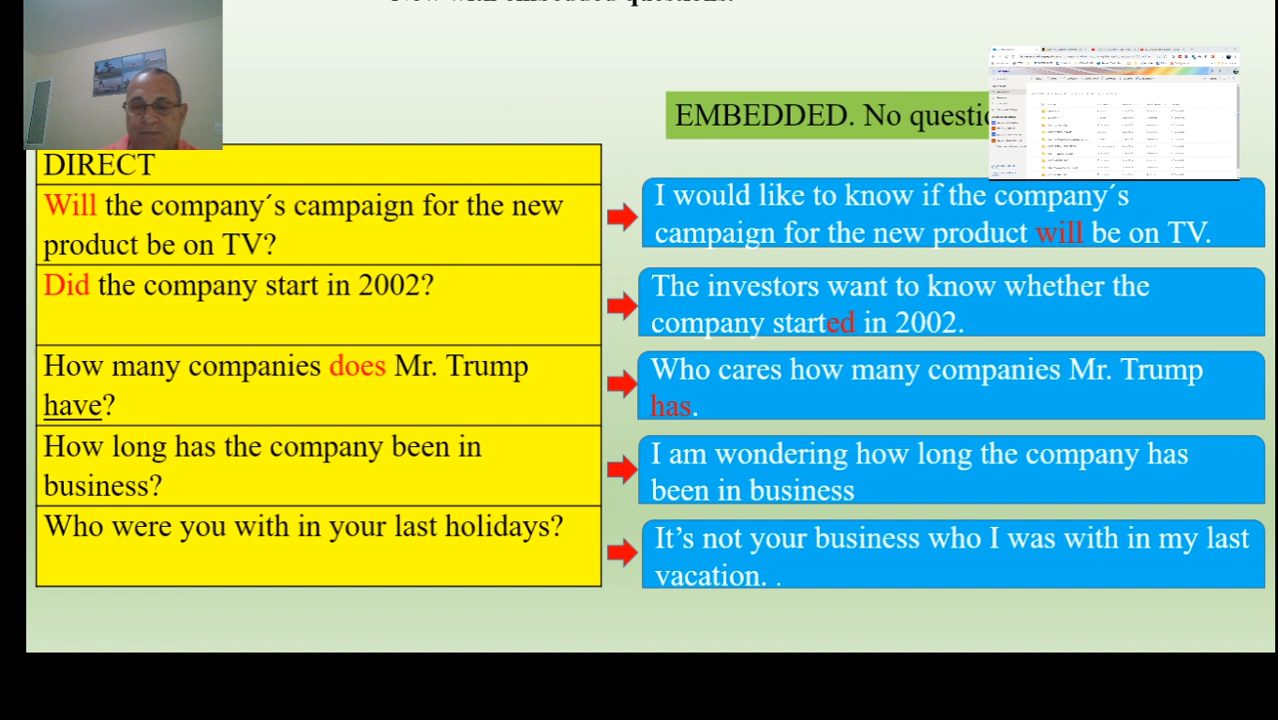 Now with embedded questions.
EMBEDDED. No
DIRECT
Will the company´s campaign for the new
product be on TV?
I would like to know if the company´s
campaign for the new product will be on TV.
Did the company start in 2002?
The investors want to know whether the
company started in 2002.
How many companies does Mr. Trump
have?
Who cares how many companies Mr. Trump
has.
How long has the company been in
business?
I am wondering how long the company has
been in business
Who were you with in your last holidays?
It’s not your business who I was with in my last
vacation. .